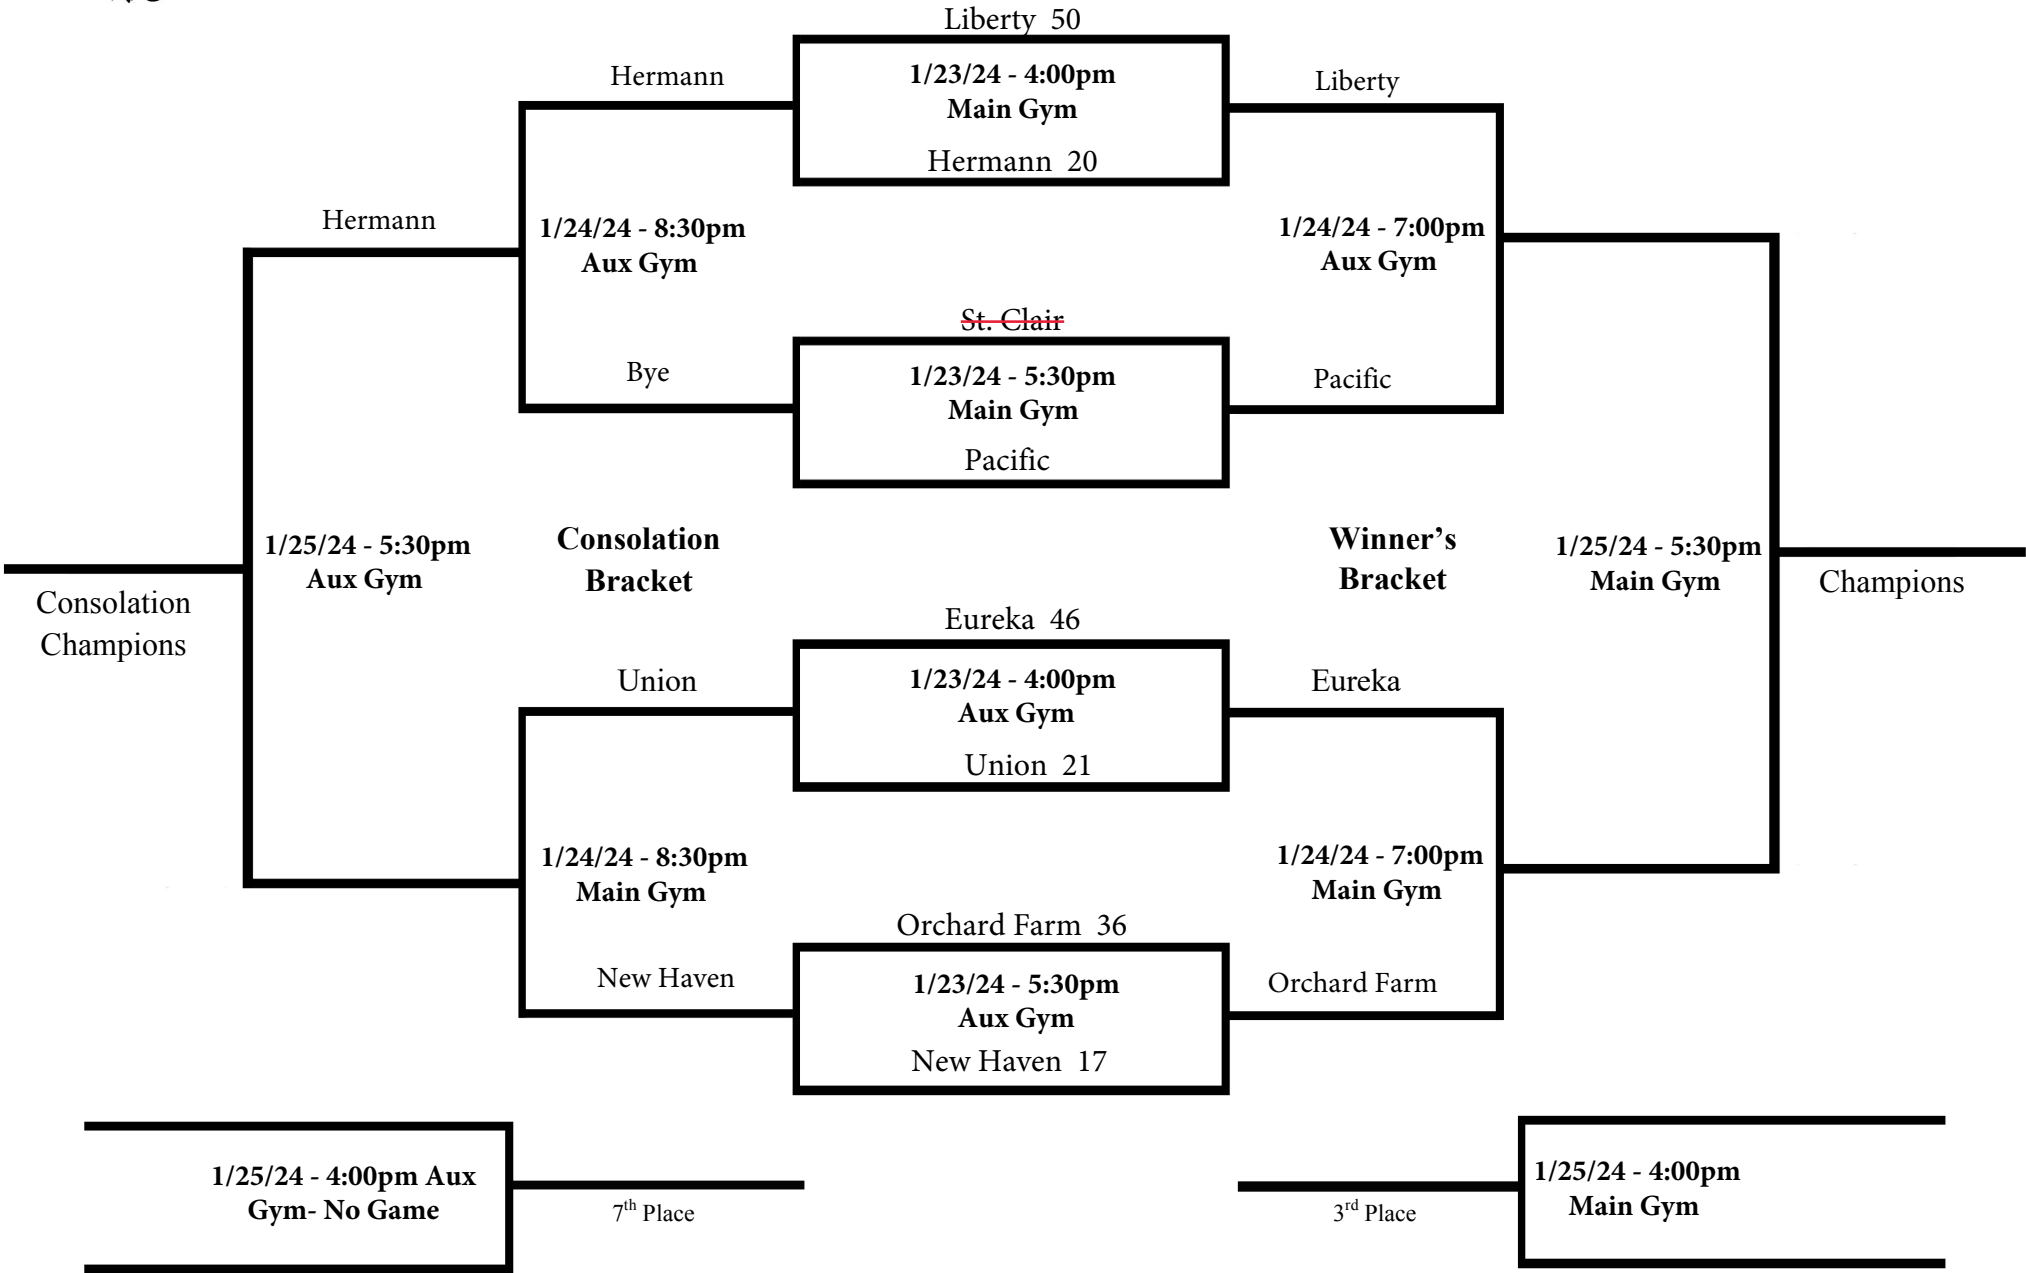 Liberty 50
Hermann
1/23/24 - 4:00pm
Main Gym
Liberty
Hermann 20
Hermann
1/24/24 - 8:30pm
Aux Gym
1/24/24 - 7:00pm
Aux Gym
St. Clair
Bye
1/23/24 - 5:30pm
Main Gym
Pacific
Pacific
1/25/24 - 5:30pm
Aux Gym
Consolation
Bracket
Winner's
Bracket
1/25/24 - 5:30pm
Main Gym
Consolation
Champions
Champions
Eureka 46
Union
1/23/24 - 4:00pm
Aux Gym
Eureka
Union 21
1/24/24 - 8:30pm
Main Gym
1/24/24 - 7:00pm
Main Gym
Orchard Farm 36
New Haven
1/23/24 - 5:30pm
Aux Gym
Orchard Farm
New Haven 17
1/25/24 - 4:00pm Aux
Gym- No Game
7th Place
3rd Place
1/25/24 - 4:00pm
Main Gym